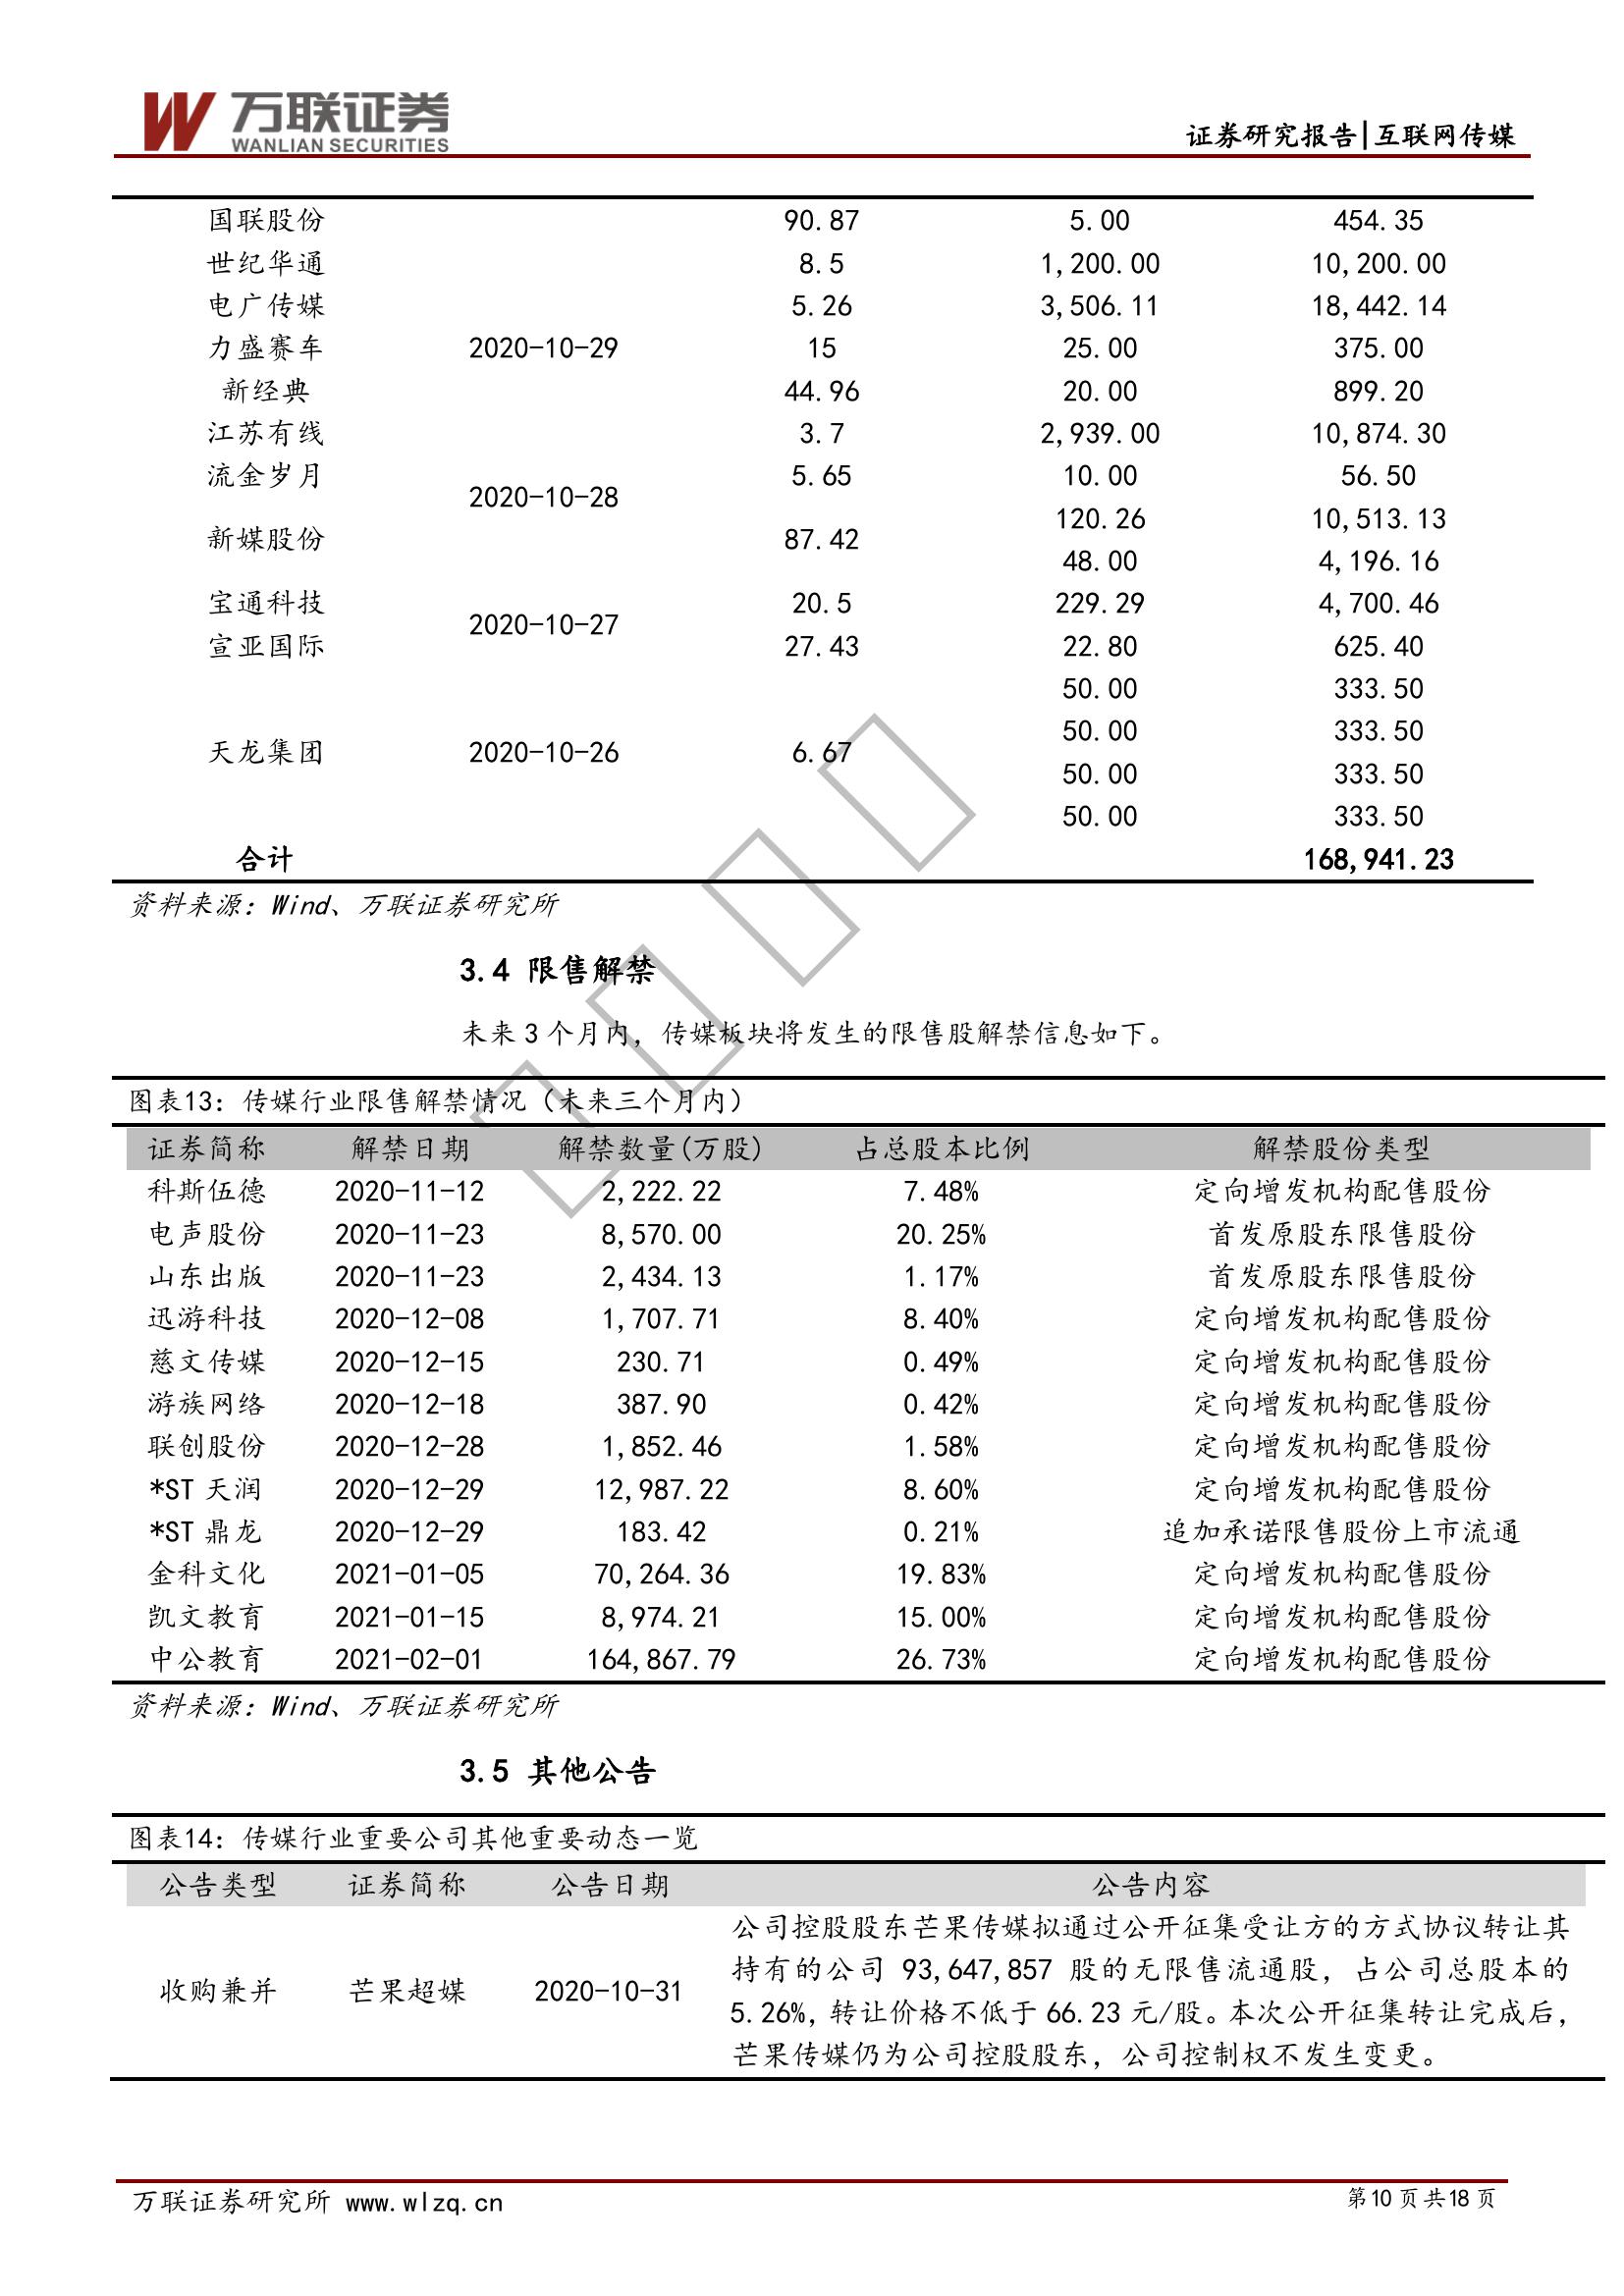 万联证券
WANLIAN SECURITIES
证券研究报告|互联网传媒
国联股份 90.87 5.00 454.35
世纪华通 8.5 1,200.00 10,200.00
电广传媒 5.26 3,506.11 18,442.14
力盛赛车 2020-10-29 15 25.00 375.00
新经典 44.96 20.00 899.20
江苏有线 3.7 2,939.00 10,874.30
流金岁月 5.65 10.00 56.50
2020-10-28
120.26 10,513.13
新媒股份 87.42
48.00 4,196.16
宝通科技 20.5 229.29 4,700.46
2020-10-27
宣亚国际 27.43 22.80 625.40
50.00 333.50
50.00 333.50
天龙集团 2020-10-26 6.67
50.00 333.50
50.00 333.50
合计 168,941.23
资料来源：Wind、万联证券研究所
3.4 限售解禁
未来 3 个月内，传媒板块将发生的限售股解禁信息如下。
图表13：传媒行业限售解禁情况（未来三个月内）
证券简称 解禁日期 解禁数量(万股) 占总股本比例 解禁股份类型
科斯伍德 2020-11-12 2,222.22 7.48% 定向增发机构配售股份
电声股份 2020-11-23 8,570.00 20.25% 首发原股东限售股份
山东出版 2020-11-23 2,434.13 1.17% 首发原股东限售股份
迅游科技 2020-12-08 1,707.71 8.40% 定向增发机构配售股份
慈文传媒 2020-12-15 230.71 0.49% 定向增发机构配售股份
游族网络 2020-12-18 387.90 0.42% 定向增发机构配售股份
联创股份 2020-12-28 1,852.46 1.58% 定向增发机构配售股份
*ST 天润 2020-12-29 12,987.22 8.60% 定向增发机构配售股份
*ST 鼎龙 2020-12-29 183.42 0.21% 追加承诺限售股份上市流通
金科文化 2021-01-05 70,264.36 19.83% 定向增发机构配售股份
凯文教育 2021-01-15 8,974.21 15.00% 定向增发机构配售股份
中公教育 2021-02-01 164,867.79 26.73% 定向增发机构配售股份
资料来源：Wind、万联证券研究所
3.5 其他公告
图表14：传媒行业重要公司其他重要动态一览
公告类型 证券简称 公告日期 公告内容
公司控股股东芒果传媒拟通过公开征集受让方的方式协议转让其
持有的公司 93,647,857 股的无限售流通股，占公司总股本的
收购兼并 芒果超媒 2020-10-31
5.26%，转让价格不低于 66.23 元/股。本次公开征集转让完成后，
芒果传媒仍为公司控股股东，公司控制权不发生变更。
万联证券研究所 www.wlzq.cn
第10 页 共18 页